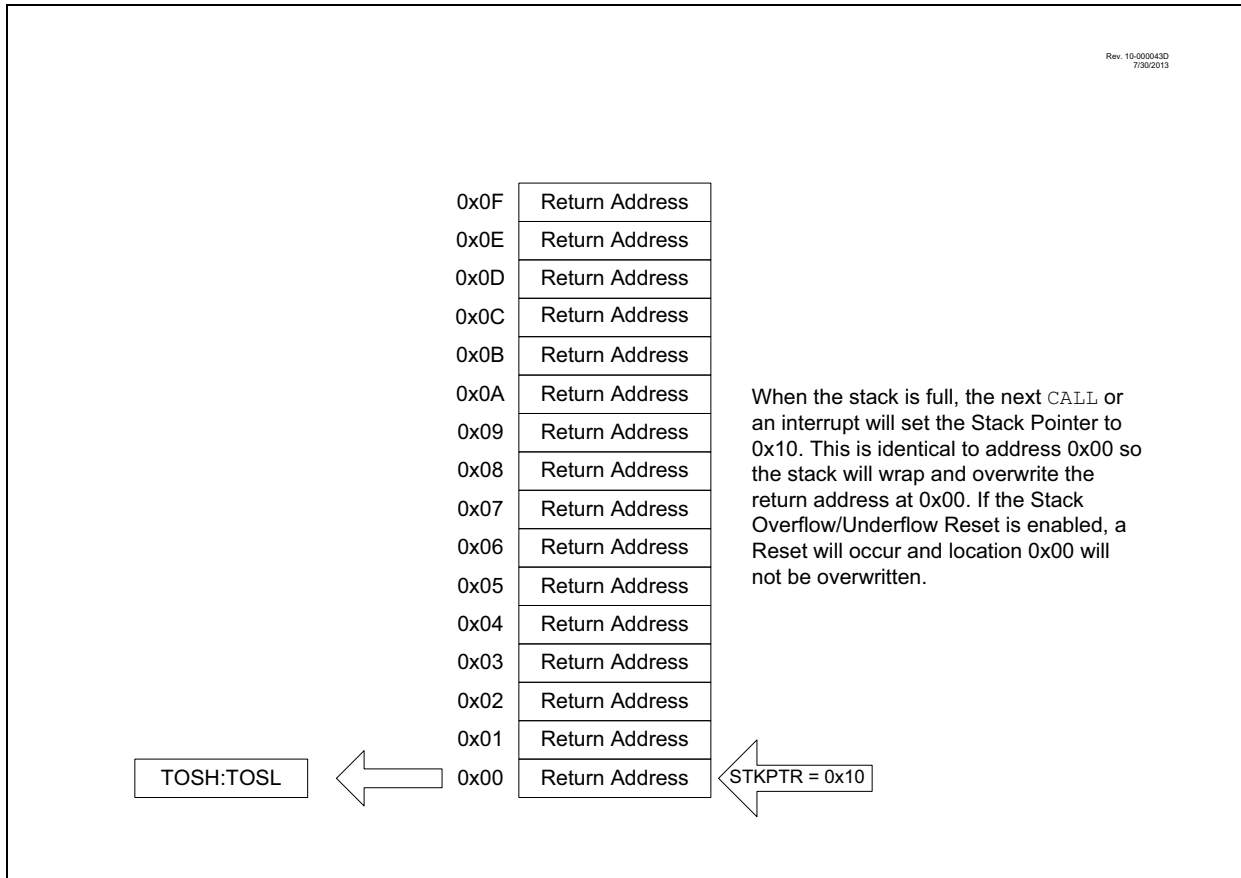 Rev. 10-000043D
7/30/2013
0x0F Return Address
0x0E Return Address
0x0D Return Address
0x0C Return Address
0x0B Return Address
0x0A Return Address
0x09 Return Address
0x08 Return Address
0x07 Return Address
0x06 Return Address
0x05 Return Address
0x04 Return Address
0x03 Return Address
0x02 Return Address
0x01 Return Address
TOSH:TOSL 0x00 Return Address STKPTR = 0x10
When the stack is full, the next CALL or
an interrupt will set the Stack Pointer to
0x10. This is identical to address 0x00 so
the stack will wrap and overwrite the
return address at 0x00. If the Stack
Overflow/Underflow Reset is enabled, a
Reset will occur and location 0x00 will
not be overwritten.